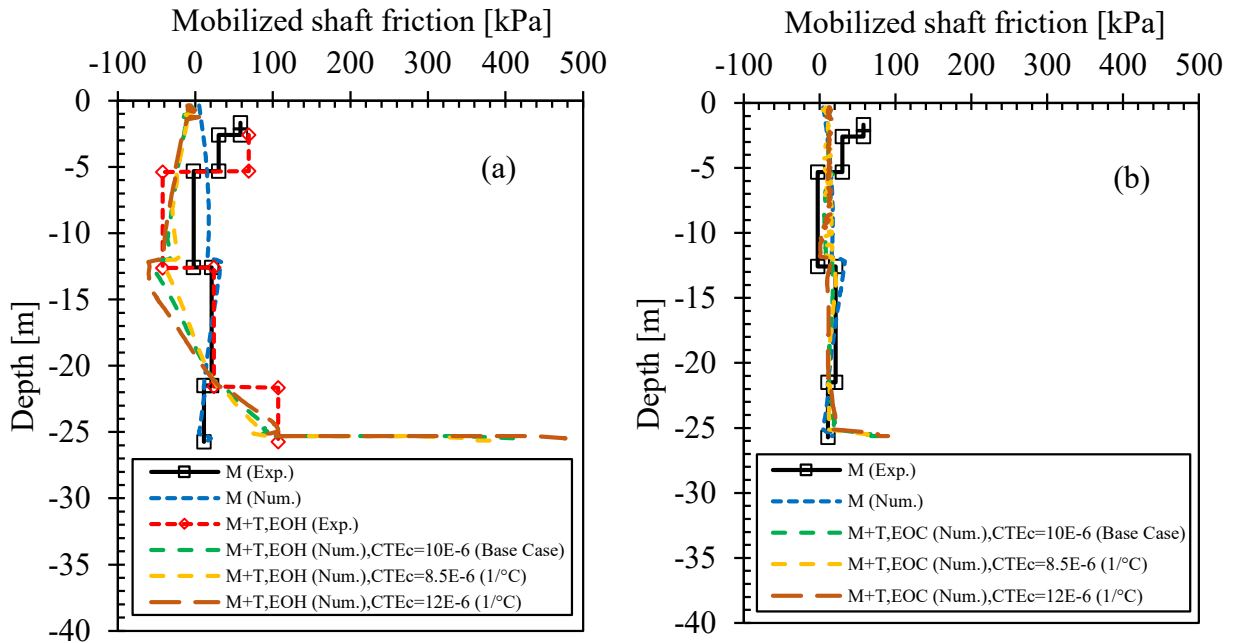 Mobilized shaft friction [kPa]
-100 0 100 200 300 400 500
0
-5
-10
-15
-20
-25
-30
-35
-40
Depth [m]
(a)
M (Exp.)
M (Num.)
M+T,EOH (Exp.)
M+T,EOH (Num.),CTEc=10E-6 (Base Case)
M+T,EOH (Num.),CTEc=8.5E-6 (1/°C)
M+T,EOH (Num.),CTEc=12E-6 (1/°C)
Mobilized shaft friction [kPa]
-100 0 100 200 300 400 500
0
-5
-10
-15
-20
-25
-30
-35
-40
Depth [m]
(b)
M (Exp.)
M (Num.)
M+T,EOC (Num.),CTEc=10E-6 (Base Case)
M+T,EOC (Num.),CTEc=8.5E-6 (1/°C)
M+T,EOC (Num.),CTEc=12E-6 (1/°C)